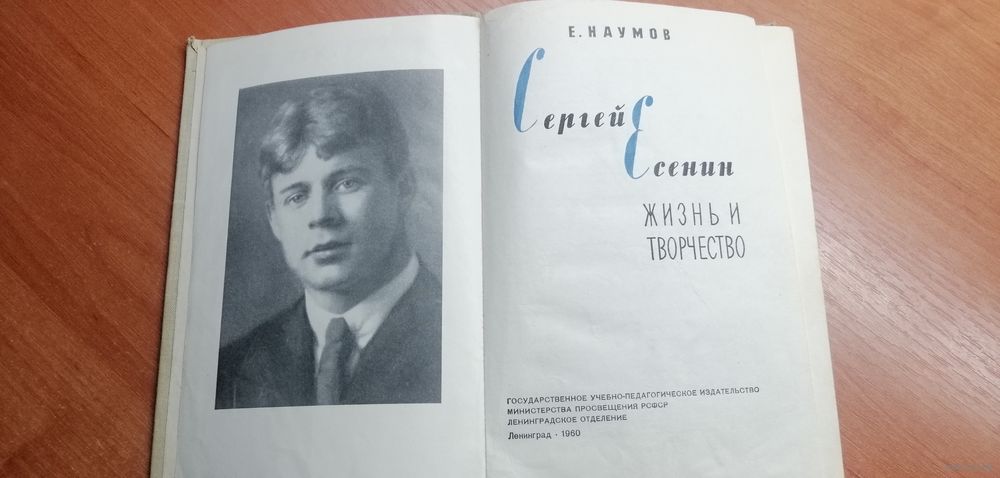 Е. НАУМОВ
Сергей
Есенин
ЖИЗНЬ И
ТВОРЧЕСТВО
ГОСУДАРСТВЕННОЕ УЧЕБНО-ПЕДАГОГИЧЕСКОЕ ИЗДАТЕЛЬСТВО
МИНИСТЕРСТВА ПРОСВЕЩЕНИЯ РСФСР
ЛЕНИНГРАДСКОЕ ОТДЕЛЕНИЕ
Ленинград · 1960